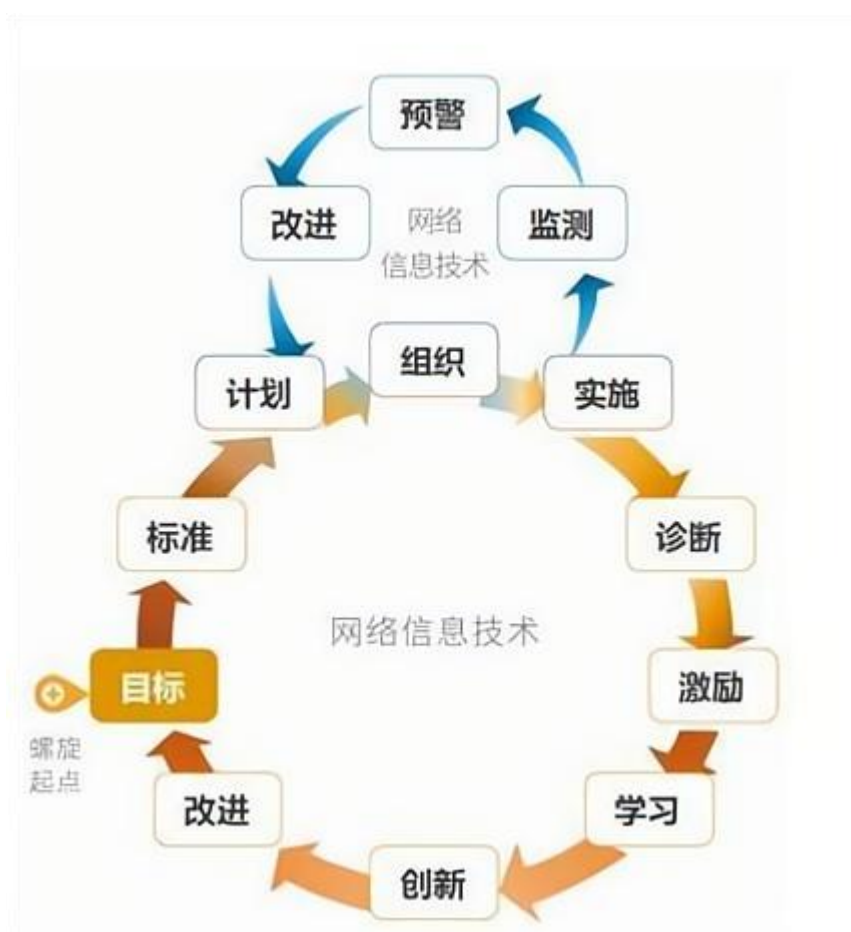 预警
改进
网络
信息技术
监测
组织
计划
实施
标准
诊断
网络信息技术
目标
激励
螺旋
起点
改进
学习
创新